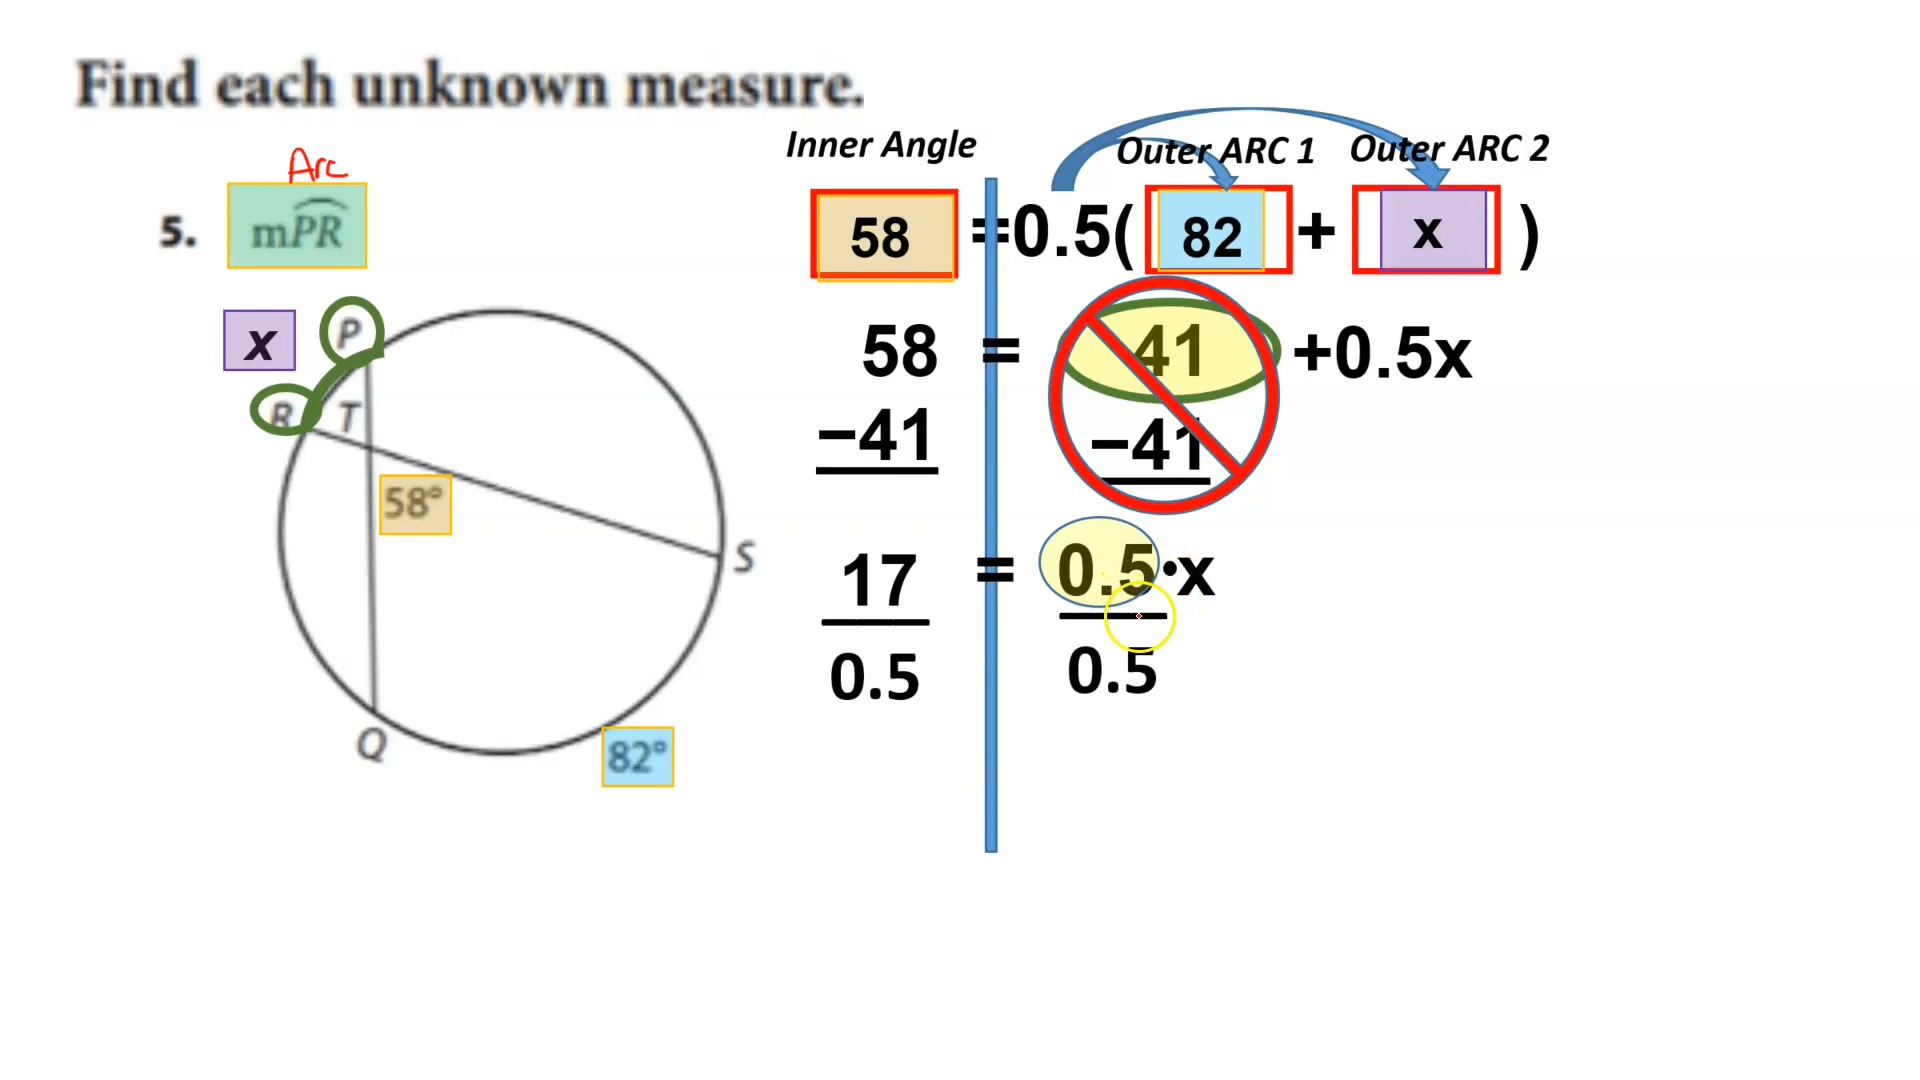 Find each unknown measure.
Arc
5. mPR
x
P
R
T
58°
S
Q
82°
Inner Angle Outer ARC 1 Outer ARC 2
58 =0.5( 82 + x )
58 = 41 +0.5x
−41 −41
17 = 0.5•x
0.5 0.5